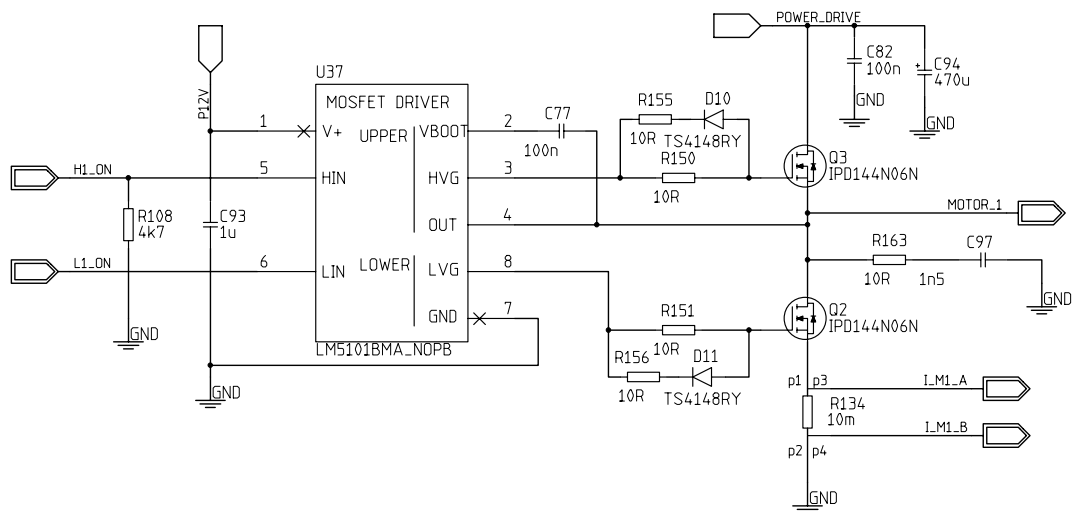 POWER_DRIVE
C82
100n
C94
470u
GND
GND
P12V
U37
MOSFET DRIVER
1
V+
UPPER
VBOOT
2
C77
100n
R155
10R
D10
TS4148RY
R150
10R
Q3
IPD144N06N
H1_ON
5
HIN
HVG
3
R108
4k7
C93
1u
OUT
4
MOTOR_1
R163
10R
C97
1n5
GND
L1_ON
6
LIN
LOWER
LVG
8
GND
7
LM5101BMA_NOPB
GND
GND
R151
10R
R156
10R
D11
TS4148RY
Q2
IPD144N06N
p1
p3
I_M1_A
R134
10m
I_M1_B
p2
p4
GND